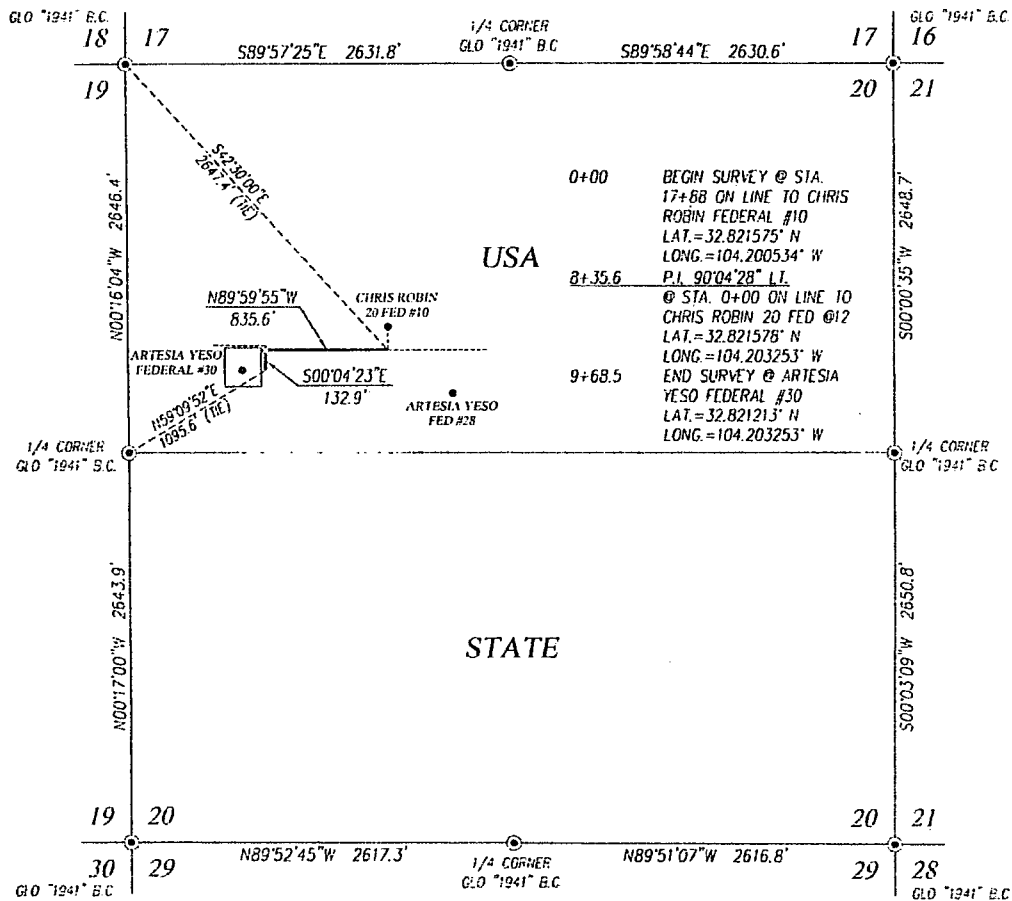 GLO "1941" B.C.
18 17
19
1/4 CORNER
GLO "1941" B.C
GLO "1941" B.C.
17 16
20 21
S89°57'25"E 2631.8'
S89°58'44"E 2630.6'
N00°16'04"W 2646.4'
S42°30'00"E
2647.4' (TIE)
USA
0+00 BEGIN SURVEY @ STA.
17+88 ON LINE TO CHRIS
ROBIN FEDERAL #10
LAT.=32.821575° N
LONG.=104.200534° W
8+35.6 P.I. 90°04'28" LT.
@ STA. 0+00 ON LINE TO
CHRIS ROBIN 20 FED @12
LAT.=32.821578° N
LONG.=104.203253° W
9+68.5 END SURVEY @ ARTESIA
YESO FEDERAL #30
LAT.=32.821213° N
LONG.=104.203253° W
S00°00'35"W 2648.7'
N89°59'55"W
835.6'
CHRIS ROBIN
20 FED #10
ARTESIA YESO
FEDERAL #30
S00°04'23"E
132.9'
ARTESIA YESO
FED #28
N59°09'52"E
1095.6' (TIE)
1/4 CORNER
GLO "1941" B.C.
1/4 CORNER
GLO "1941" B.C
N00°17'00"W 2643.9'
STATE
S00°03'09"W 2650.8'
19 20
30 29
GLO "1941" B.C
N89°52'45"W 2617.3'
1/4 CORNER
GLO "1941" B.C
N89°51'07"W 2616.8'
20 21
29 28
GLO "1941" B.C